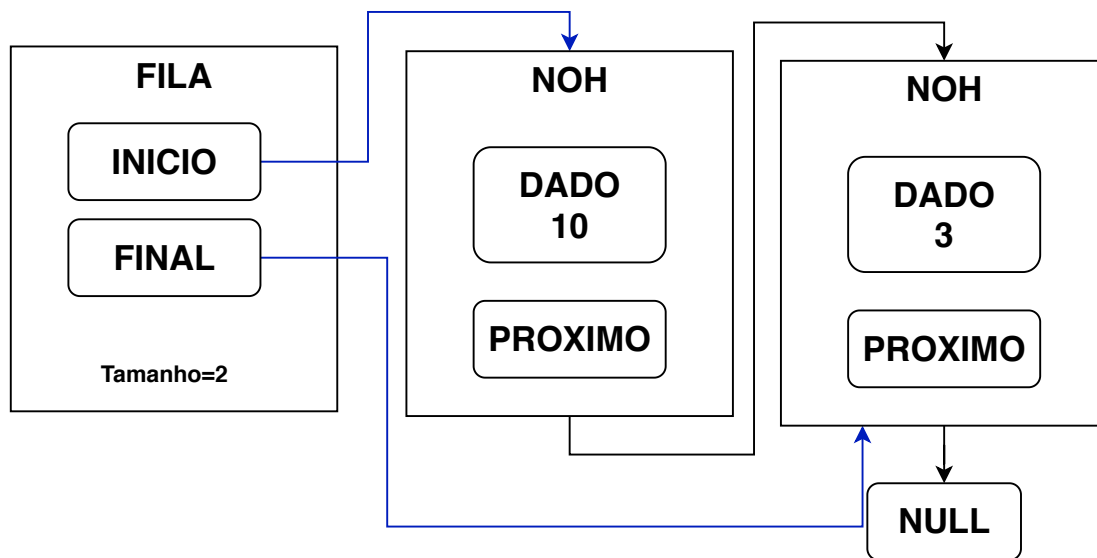 FILA
INICIO
FINAL
Tamanho=2
NOH
DADO
10
PROXIMO
NOH
DADO
3
PROXIMO
NULL